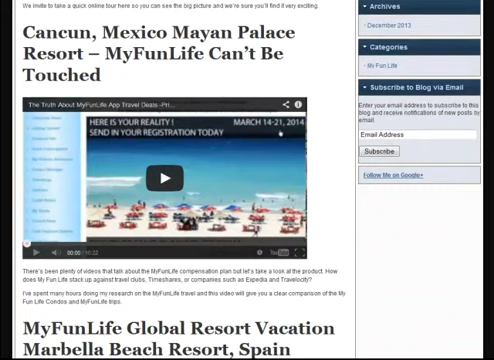 We invite to take a quick online tour here so you can see the big picture and we're sure you'll find it very exciting.
Cancun, Mexico Mayan Palace
Resort – MyFunLife Can't Be
Touched
The Truth About MyFunLife App Travel Deals -Pri...
HERE IS YOUR REALITY !
MARCH 14-21, 2014
SEND IN YOUR REGISTRATION TODAY
00:00
10:22
You
There's been plenty of videos that talk about the MyFunLife compensation plan but let's take a look at the product. How
does My Fun Life stack up against travel clubs, Timeshares, or companies such as Expedia and Travelocity?
I've spent many hours doing my research on the MyFunLife travel and this video will give you a clear comparison of the My
Fun Life Condos and MyFunLife trips.
MyFunLife Global Resort Vacation
Marbella Beach Resort, Spain
Archives
December 2013
Categories
My Fun Life
Subscribe to Blog via Email
Enter your email address to subscribe to this
blog and receive notifications of new posts by
email.
Email Address
Subscribe
Follow Me on Google+